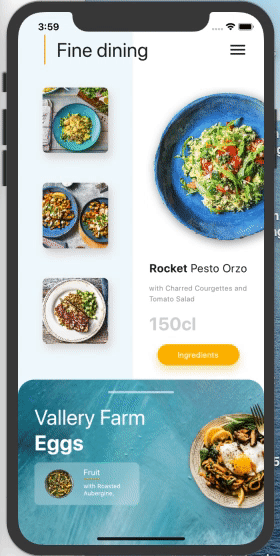 3:59
Fine dining
Rocket Pesto Orzo
with Charred Courgettes and
Tomato Salad
150cl
Ingredients
Vallery Farm
Eggs
Fruit
with Roasted
Aubergine.